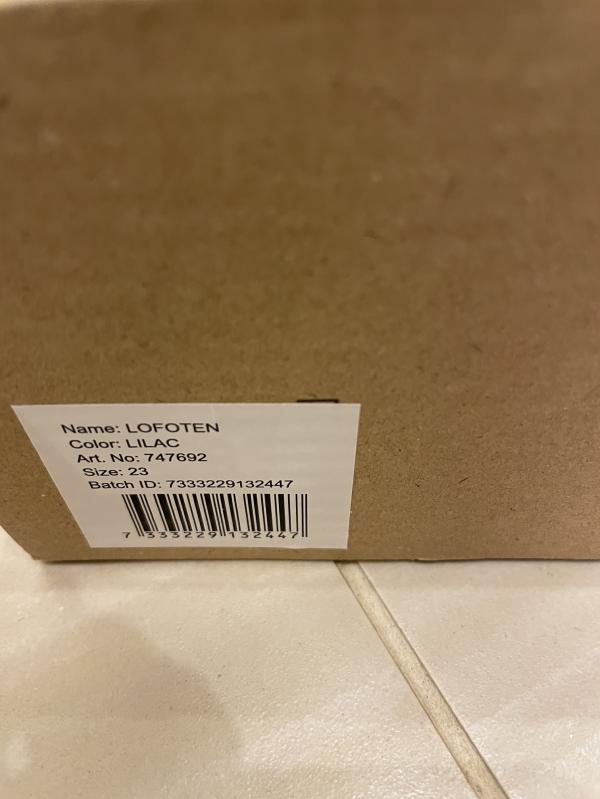 Name: LOFOTEN
Color: LILAC
Art. No: 747692
Size: 23
Batch ID: 7333229132447
7 333229 132447